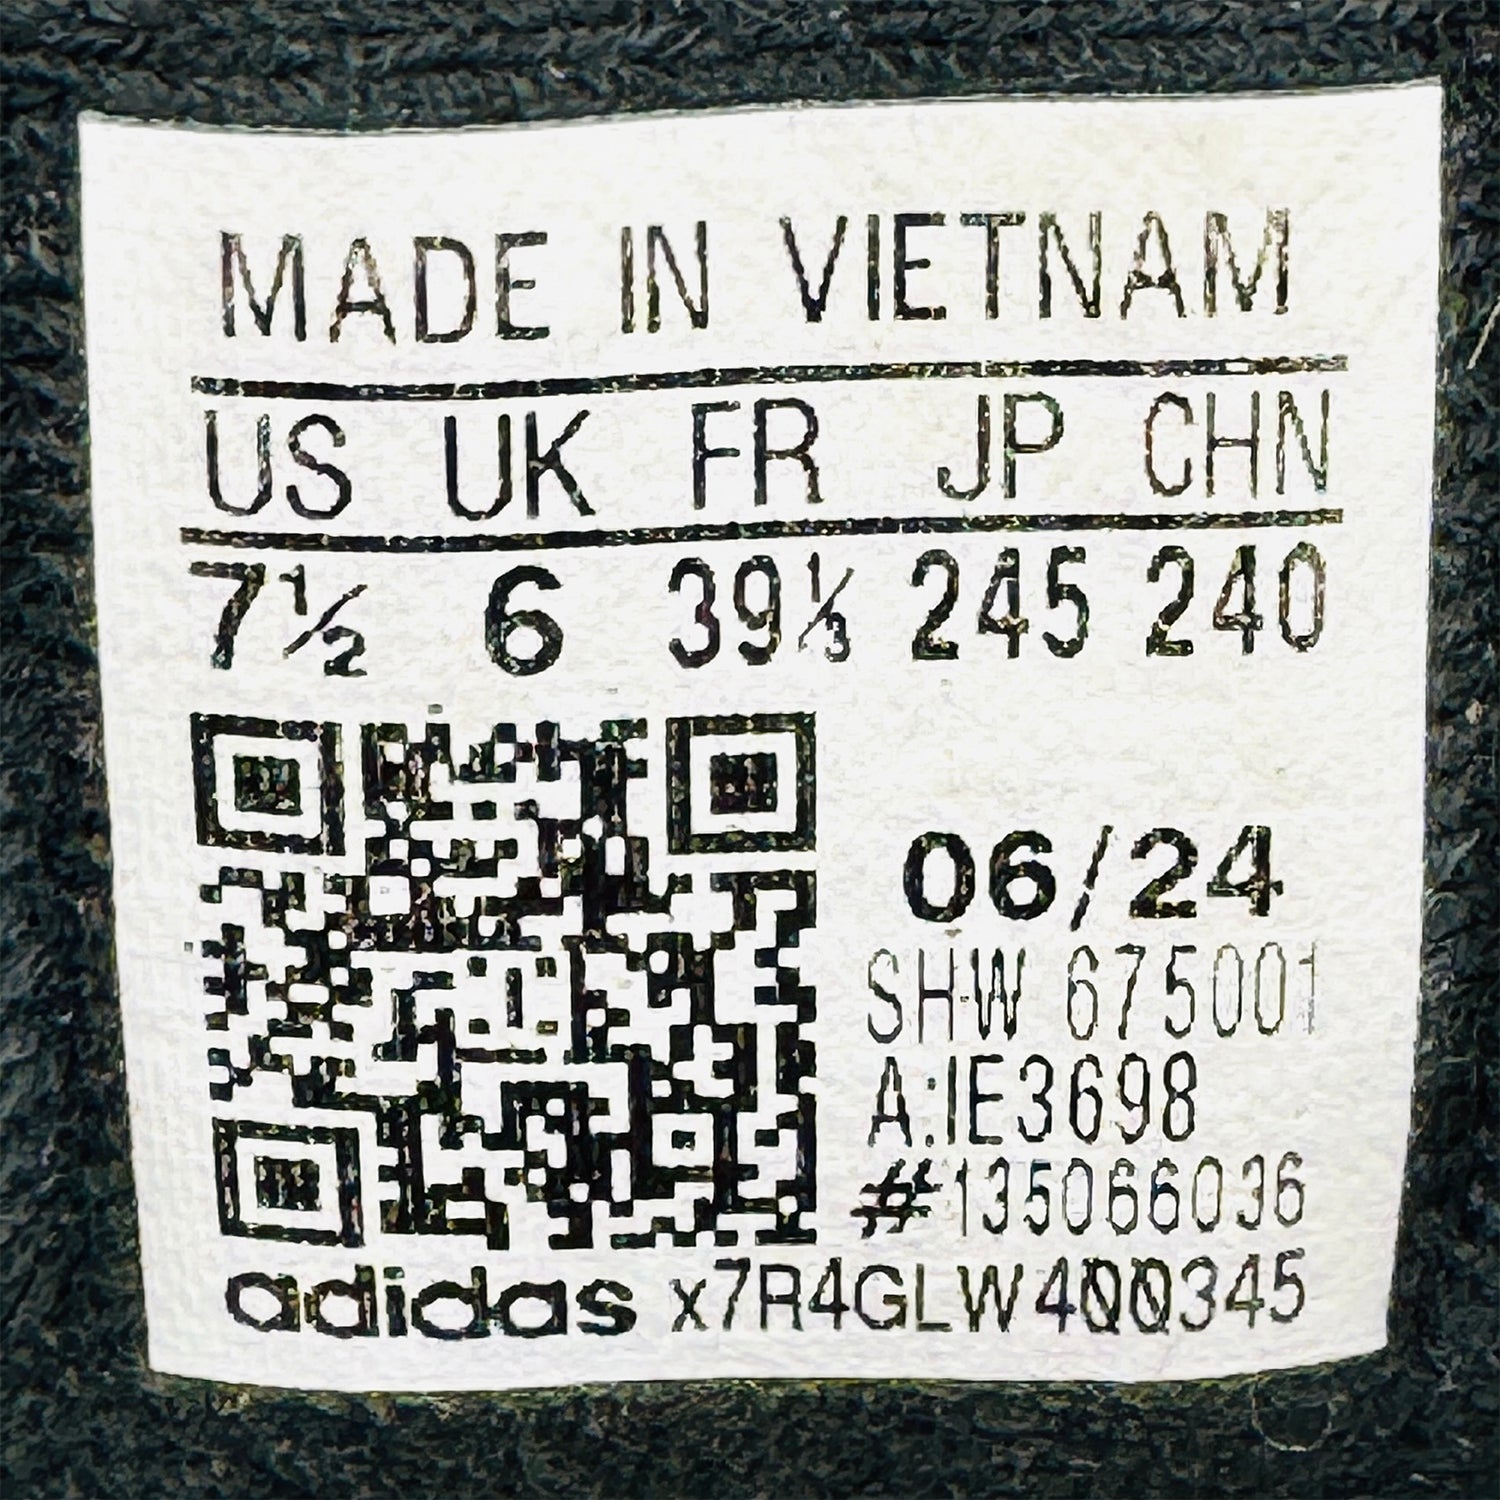 MADE IN VIETNAM
US UK FR JP CHN
7½ 6 39⅓ 245 240
06/24
SHW 675001
A:IE3698
#135066036
adidas x7R4GLW400345